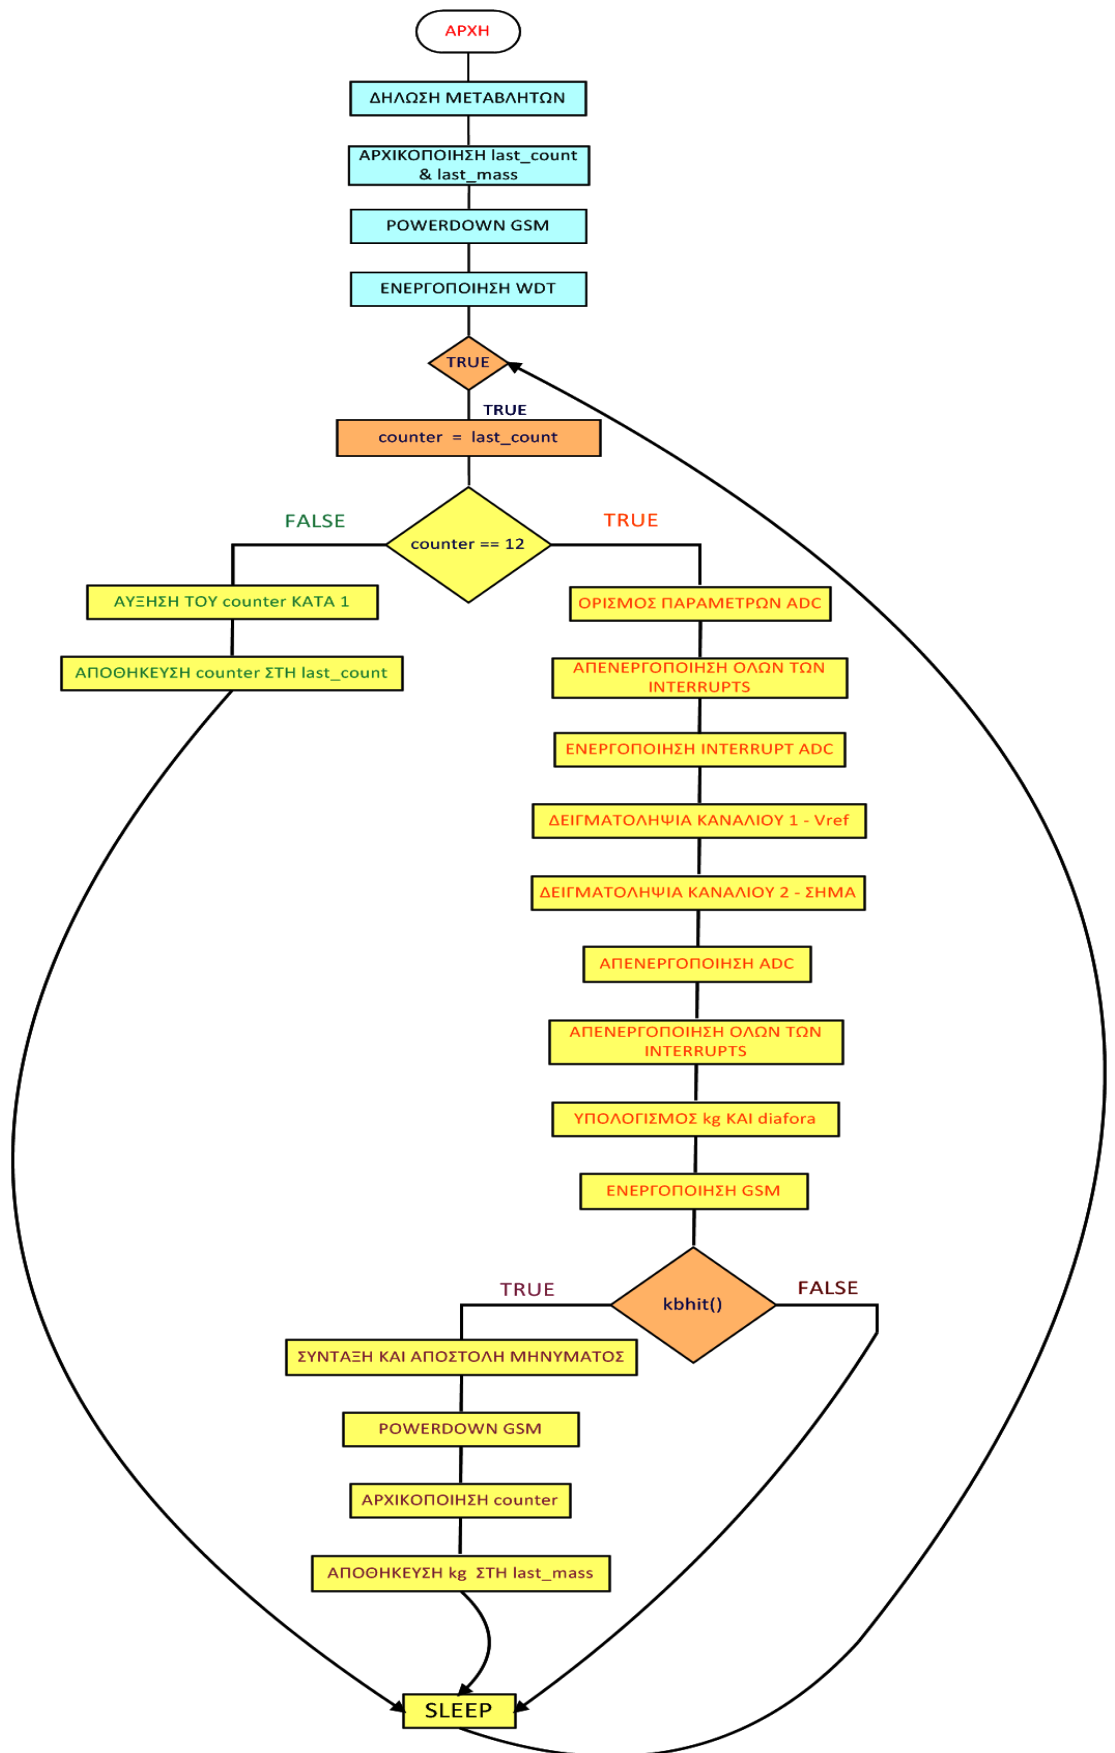 ΑΡΧΗ
ΔΗΛΩΣΗ ΜΕΤΑΒΛΗΤΩΝ
ΑΡΧΙΚΟΠΟΙΗΣΗ last_count
& last_mass
POWERDOWN GSM
ΕΝΕΡΓΟΠΟΙΗΣΗ WDT
TRUE
TRUE
counter = last_count
FALSE
TRUE
counter == 12
ΑΥΞΗΣΗ ΤΟΥ counter ΚΑΤΑ 1
ΑΠΟΘΗΚΕΥΣΗ counter ΣΤΗ last_count
ΟΡΙΣΜΟΣ ΠΑΡΑΜΕΤΡΩΝ ADC
ΑΠΕΝΕΡΓΟΠΟΙΗΣΗ ΟΛΩΝ ΤΩΝ
INTERRUPTS
ΕΝΕΡΓΟΠΟΙΗΣΗ INTERRUPT ADC
ΔΕΙΓΜΑΤΟΛΗΨΙΑ ΚΑΝΑΛΙΟΥ 1 - Vref
ΔΕΙΓΜΑΤΟΛΗΨΙΑ ΚΑΝΑΛΙΟΥ 2 - ΣΗΜΑ
ΑΠΕΝΕΡΓΟΠΟΙΗΣΗ ADC
ΑΠΕΝΕΡΓΟΠΟΙΗΣΗ ΟΛΩΝ ΤΩΝ
INTERRUPTS
ΥΠΟΛΟΓΙΣΜΟΣ kg ΚΑΙ diafora
ΕΝΕΡΓΟΠΟΙΗΣΗ GSM
TRUE
FALSE
kbhit()
ΣΥΝΤΑΞΗ ΚΑΙ ΑΠΟΣΤΟΛΗ ΜΗΝΥΜΑΤΟΣ
POWERDOWN GSM
ΑΡΧΙΚΟΠΟΙΗΣΗ counter
ΑΠΟΘΗΚΕΥΣΗ kg ΣΤΗ last_mass
SLEEP